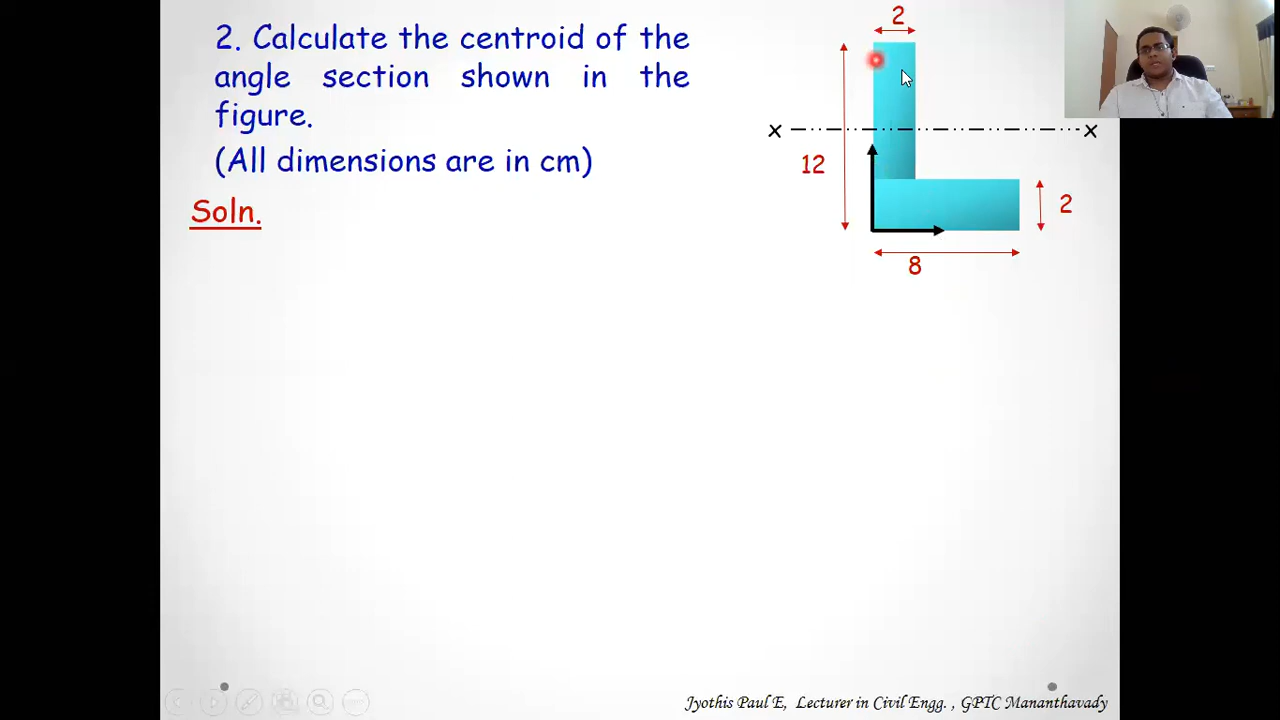 2. Calculate the centroid of the
angle section shown in the
figure.
(All dimensions are in cm)
Soln.
2
x
x
12
2
8
Jyothis Paul E, Lecturer in Civil Engg. , GPTC Mananthavady